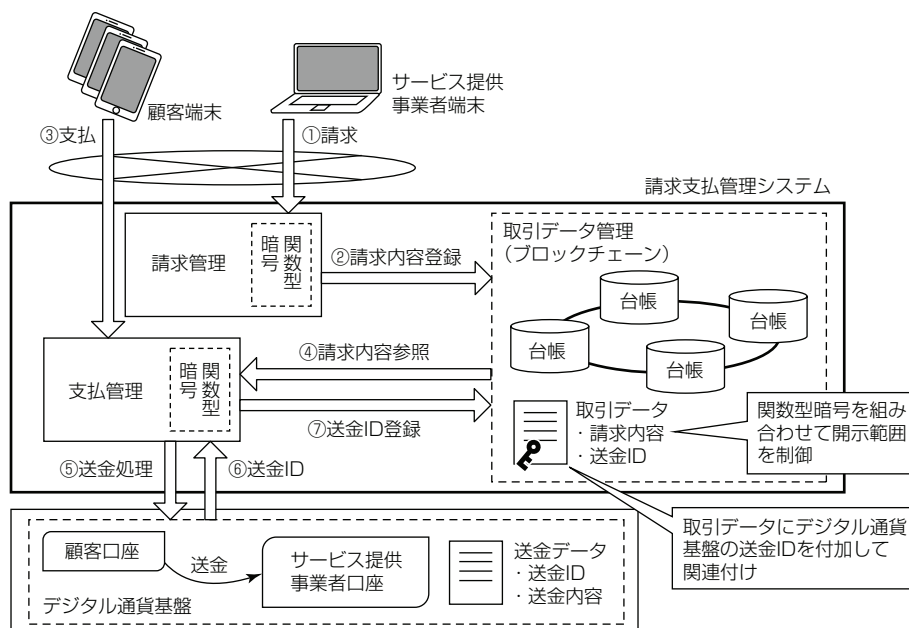 顧客端末
サービス提供
事業者端末
③支払
①請求
請求支払管理システム
請求管理
関数型
暗号
②請求内容登録
取引データ管理
(ブロックチェーン)
台帳
台帳
台帳
台帳
支払管理
関数型
暗号
④請求内容参照
⑦送金ID登録
取引データ
・請求内容
・送金ID
関数型暗号を組み
合わせて開示範囲
を制御
⑤送金処理
⑥送金ID
取引データにデジタル通貨
基盤の送金IDを付加して
関連付け
顧客口座
送金
サービス提供
事業者口座
送金データ
・送金ID
・送金内容
デジタル通貨基盤